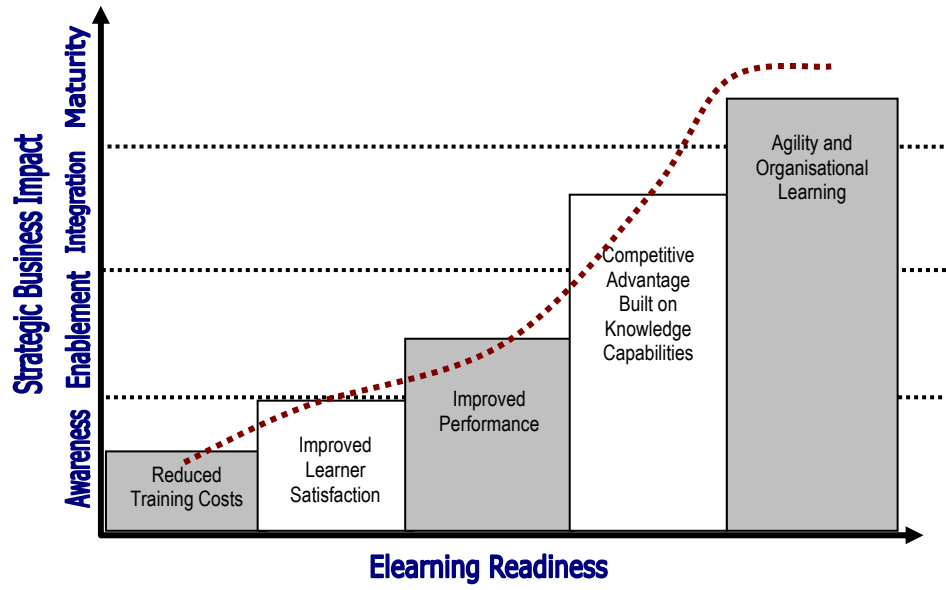 Strategic Business Impact
Maturity
Integration
Enablement
Awareness
Agility and
Organisational
Learning
Competitive
Advantage
Built on
Knowledge
Capabilities
Improved
Performance
Improved
Learner
Satisfaction
Reduced
Training Costs
Elearning Readiness